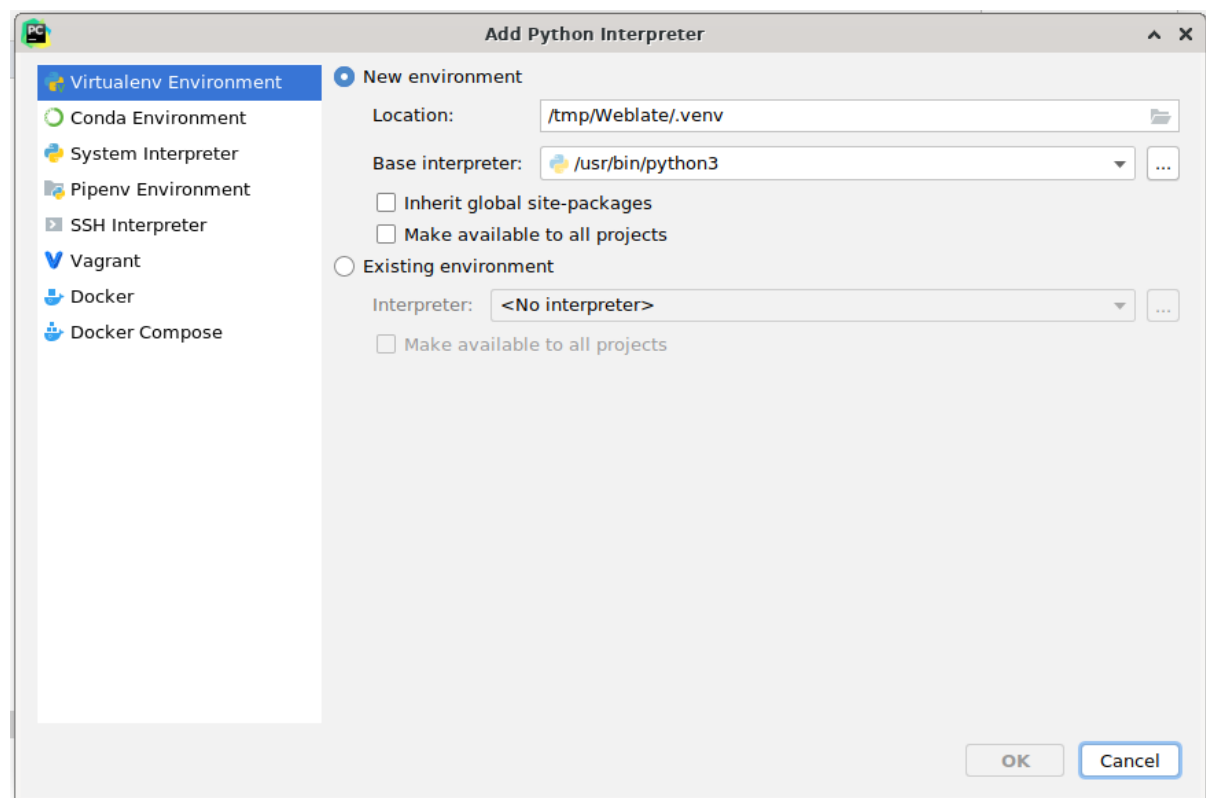 PC
Add Python Interpreter
Virtualenv Environment
Conda Environment
System Interpreter
Pipenv Environment
SSH Interpreter
Vagrant
Docker
Docker Compose
New environment
Location: /tmp/Weblate/.venv
Base interpreter: /usr/bin/python3 ...
Inherit global site-packages
Make available to all projects
Existing environment
Interpreter: <No interpreter> ...
Make available to all projects
OK Cancel